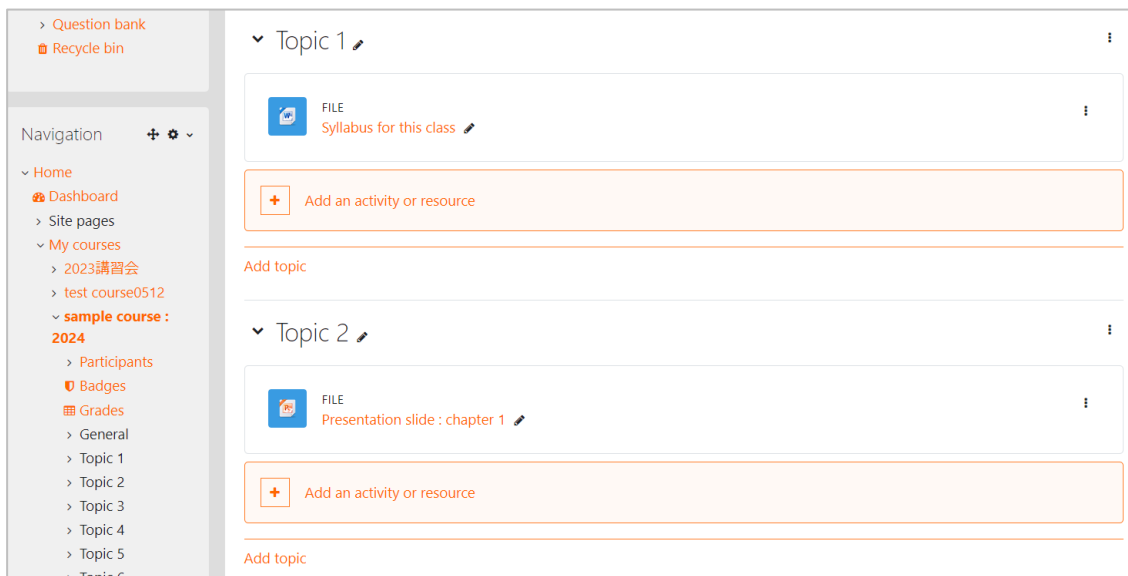 Question bank
Recycle bin
Navigation
Home
Dashboard
Site pages
My courses
2023講習会
test course0512
sample course :
2024
Participants
Badges
Grades
General
Topic 1
Topic 2
Topic 3
Topic 4
Topic 5
Topic 1
FILE
Syllabus for this class
+ Add an activity or resource
Add topic
Topic 2
FILE
Presentation slide : chapter 1
+ Add an activity or resource
Add topic